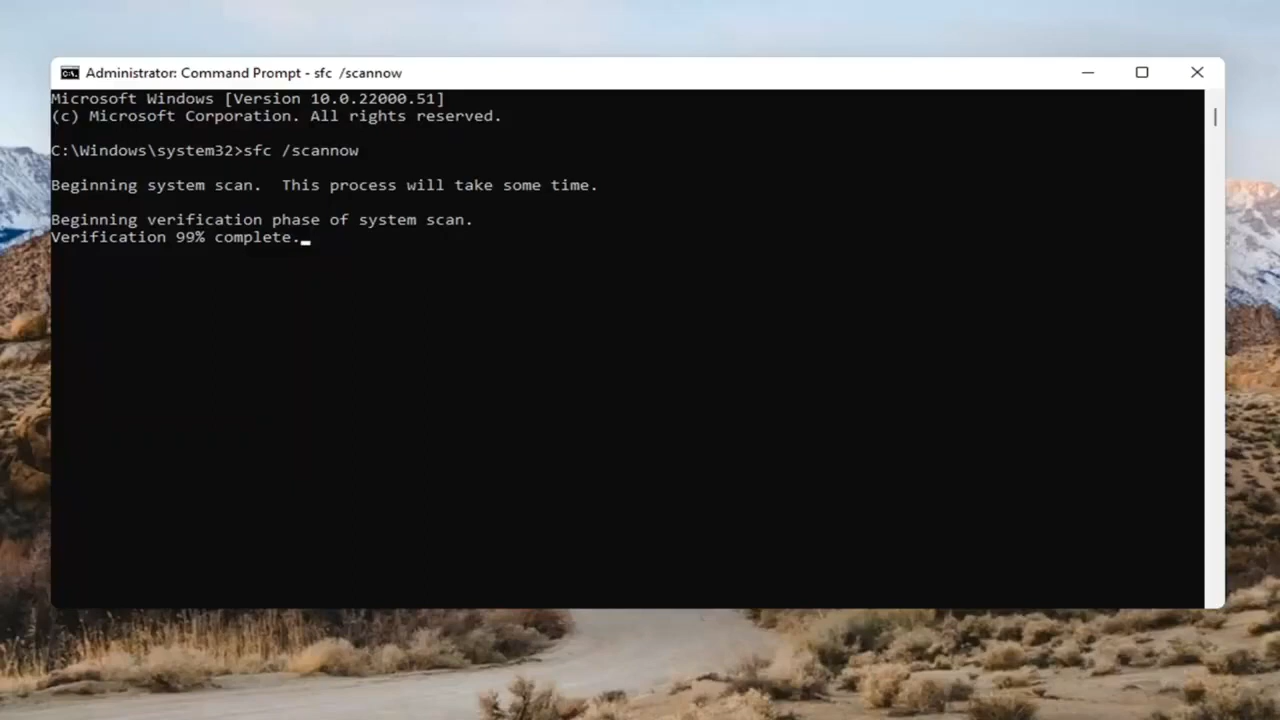 Administrator: Command Prompt - sfc  /scannow
Microsoft Windows [Version 10.0.22000.51]
(c) Microsoft Corporation. All rights reserved.
C:\Windows\system32>sfc /scannow
Beginning system scan.  This process will take some time.
Beginning verification phase of system scan.
Verification 99% complete.